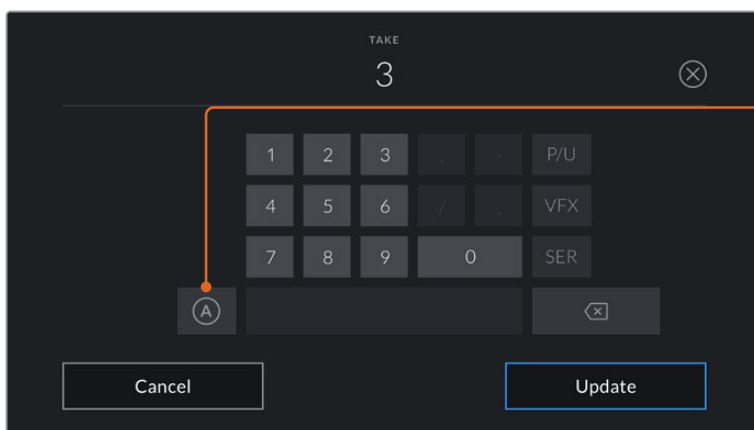 TAKE
3
1 2 3 . - P/U
4 5 6 / , VFX
7 8 9 0 SER
A
Cancel Update